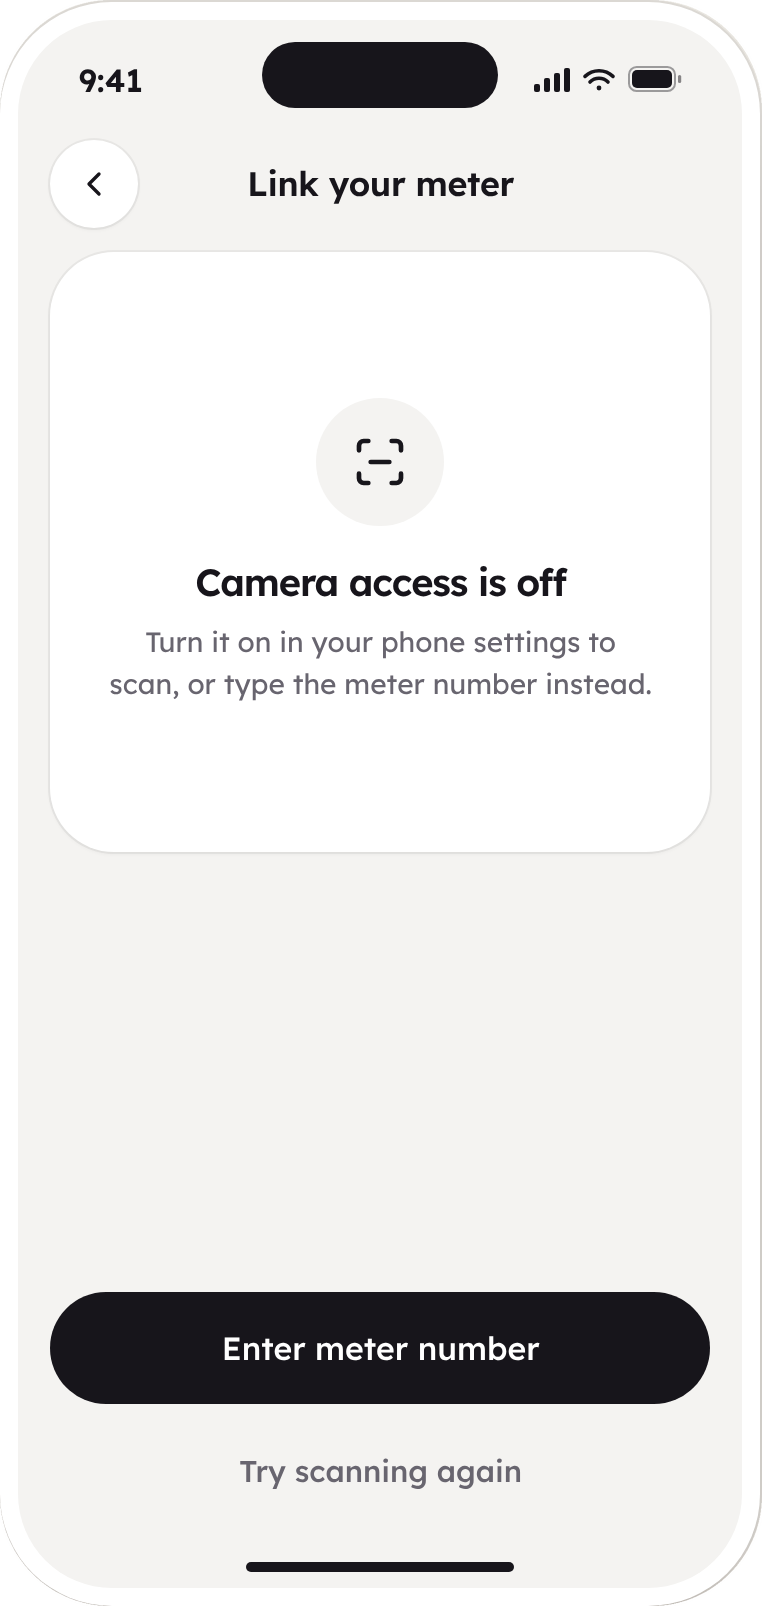 9:41
Link your meter
Camera access is off
Turn it on in your phone settings to
scan, or type the meter number instead.
Enter meter number
Try scanning again